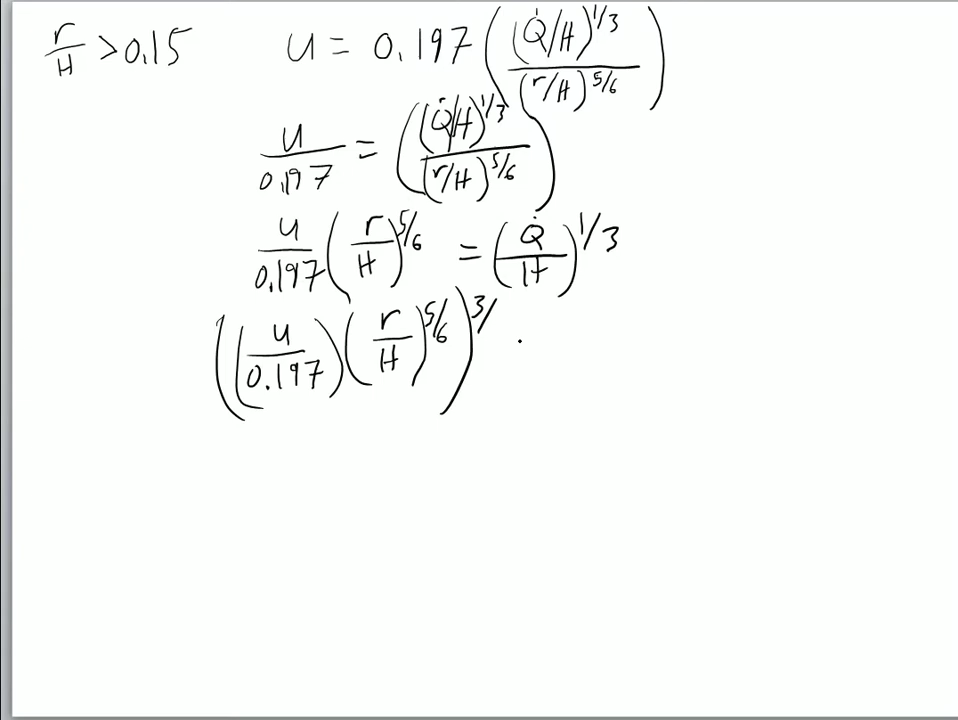 r/H > 0.15 u = 0.197 ( (Q̇/H)^1/3 / (r/H)^5/6 )
u/0.197 = ( (Q̇/H)^1/3 / (r/H)^5/6 )
u/0.197 ( r/H )^5/6 = ( Q̇/H )^1/3
( ( u/0.197 ) ( r/H )^5/6 )^3/ .